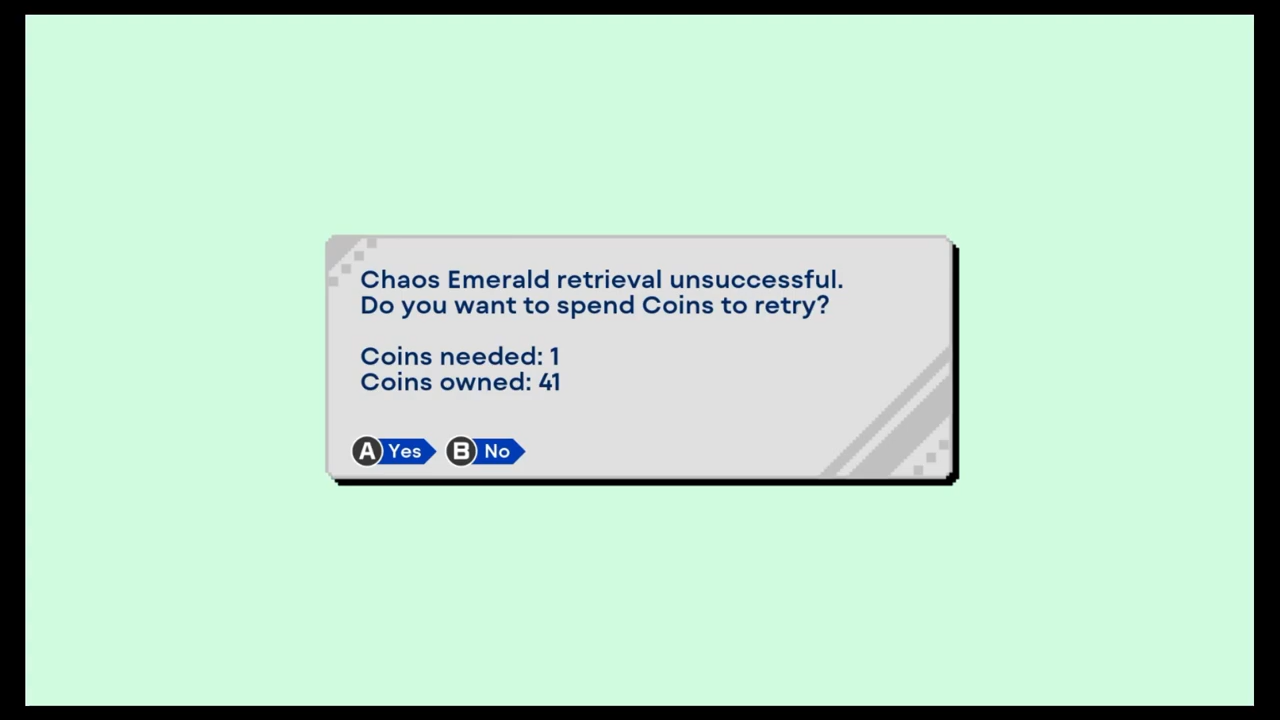 Chaos Emerald retrieval unsuccessful.
Do you want to spend Coins to retry?
Coins needed: 1
Coins owned: 41
A Yes B No